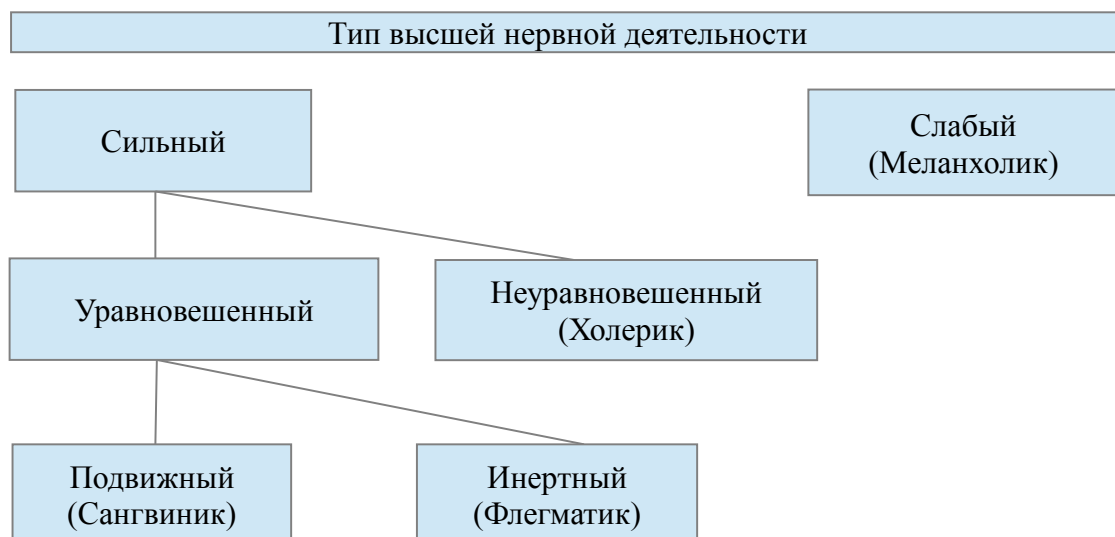 Тип высшей нервной деятельности
Сильный
Слабый
(Меланхолик)
Уравновешенный
Неуравновешенный
(Холерик)
Подвижный
(Сангвиник)
Инертный
(Флегматик)